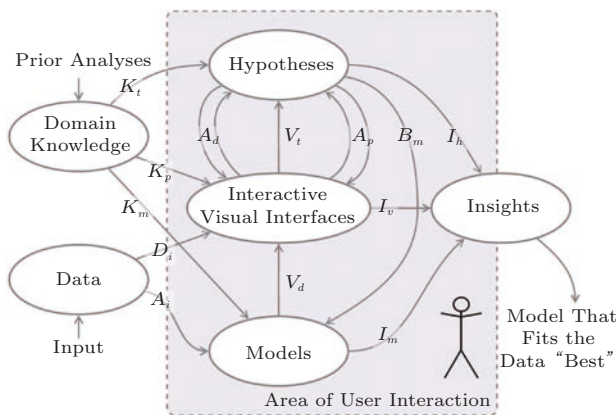 Prior Analyses
K_t
Hypotheses
Domain
Knowledge
A_d
V_t
A_p
B_m
I_h
K_p
K_m
Interactive
Visual Interfaces
I_v
Insights
D_i
Data
A_i
V_d
Input
Models
I_m
Model That
Fits the
Data “Best”
Area of User Interaction